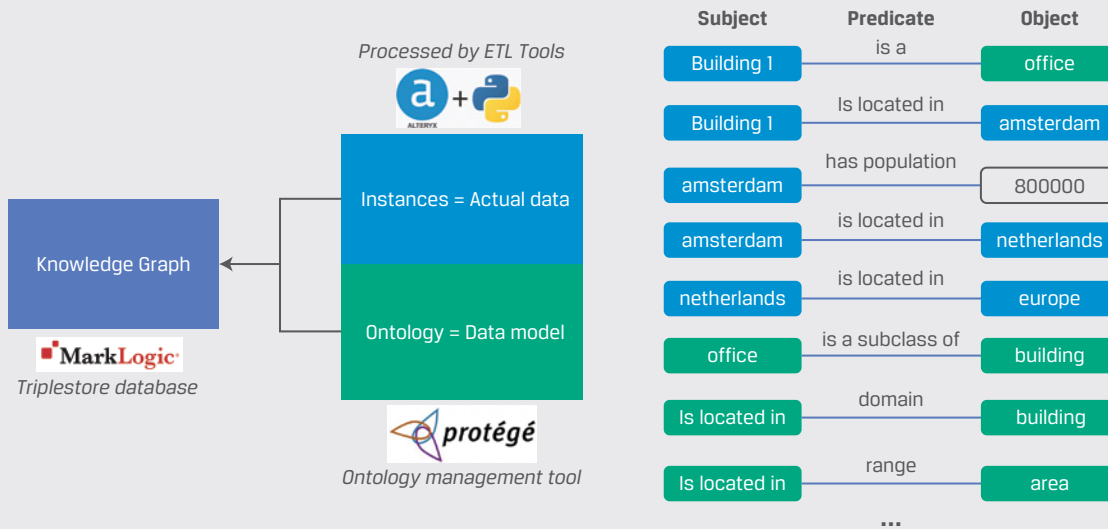 Processed by ETL Tools
a + 
ALTERYX
Instances = Actual data
Knowledge Graph
Ontology = Data model
MarkLogic
Triplestore database
protégé
Ontology management tool
Subject Predicate Object
Building 1 is a office
Building 1 Is located in amsterdam
amsterdam has population 800000
amsterdam is located in netherlands
netherlands is located in europe
office is a subclass of building
Is located in domain building
Is located in range area
...